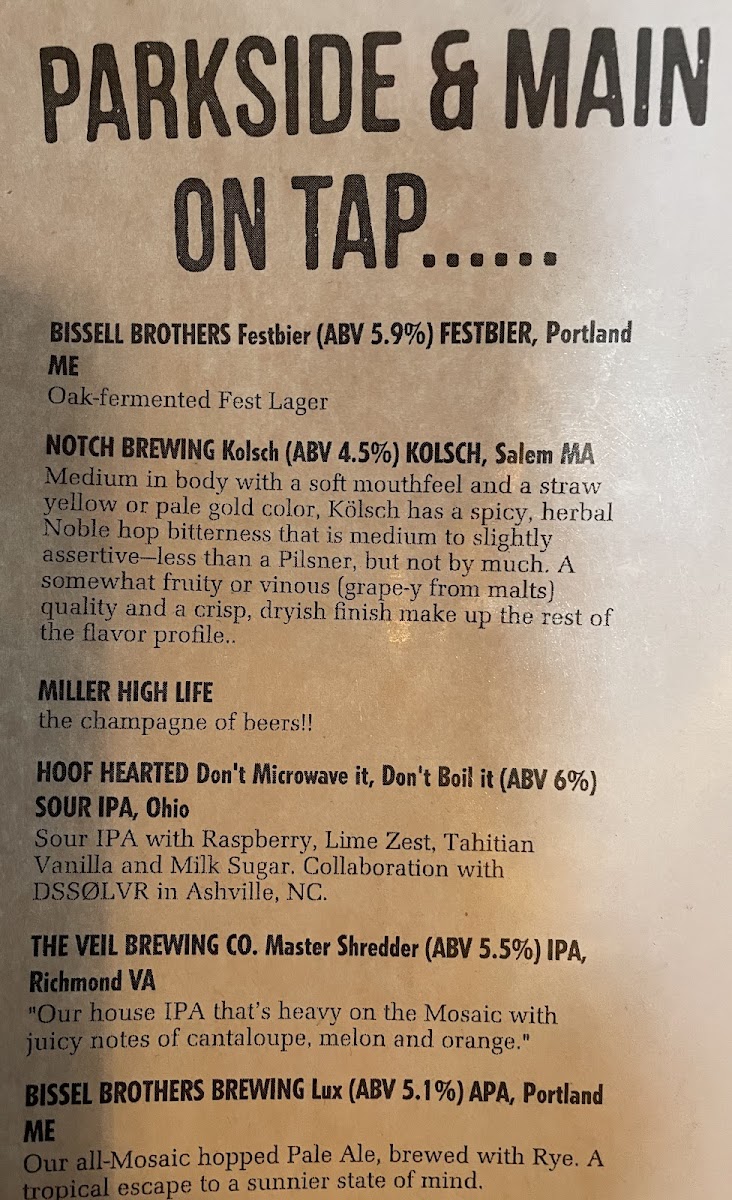 PARKSIDE & MAIN
ON TAP......
BISSELL BROTHERS Festbier (ABV 5.9%) FESTBIER, Portland
ME
Oak-fermented Fest Lager
NOTCH BREWING Kolsch (ABV 4.5%) KOLSCH, Salem MA
Medium in body with a soft mouthfeel and a straw
yellow or pale gold color, Kölsch has a spicy, herbal
Noble hop bitterness that is medium to slightly
assertive—less than a Pilsner, but not by much. A
somewhat fruity or vinous (grape-y from malts)
quality and a crisp, dryish finish make up the rest of
the flavor profile..
MILLER HIGH LIFE
the champagne of beers!!
HOOF HEARTED Don't Microwave it, Don't Boil it (ABV 6%)
SOUR IPA, Ohio
Sour IPA with Raspberry, Lime Zest, Tahitian
Vanilla and Milk Sugar. Collaboration with
DSSØLVR in Ashville, NC.
THE VEIL BREWING CO. Master Shredder (ABV 5.5%) IPA,
Richmond VA
"Our house IPA that's heavy on the Mosaic with
juicy notes of cantaloupe, melon and orange."
BISSEL BROTHERS BREWING Lux (ABV 5.1%) APA, Portland
ME
Our all-Mosaic hopped Pale Ale, brewed with Rye. A
tropical escape to a sunnier state of mind.